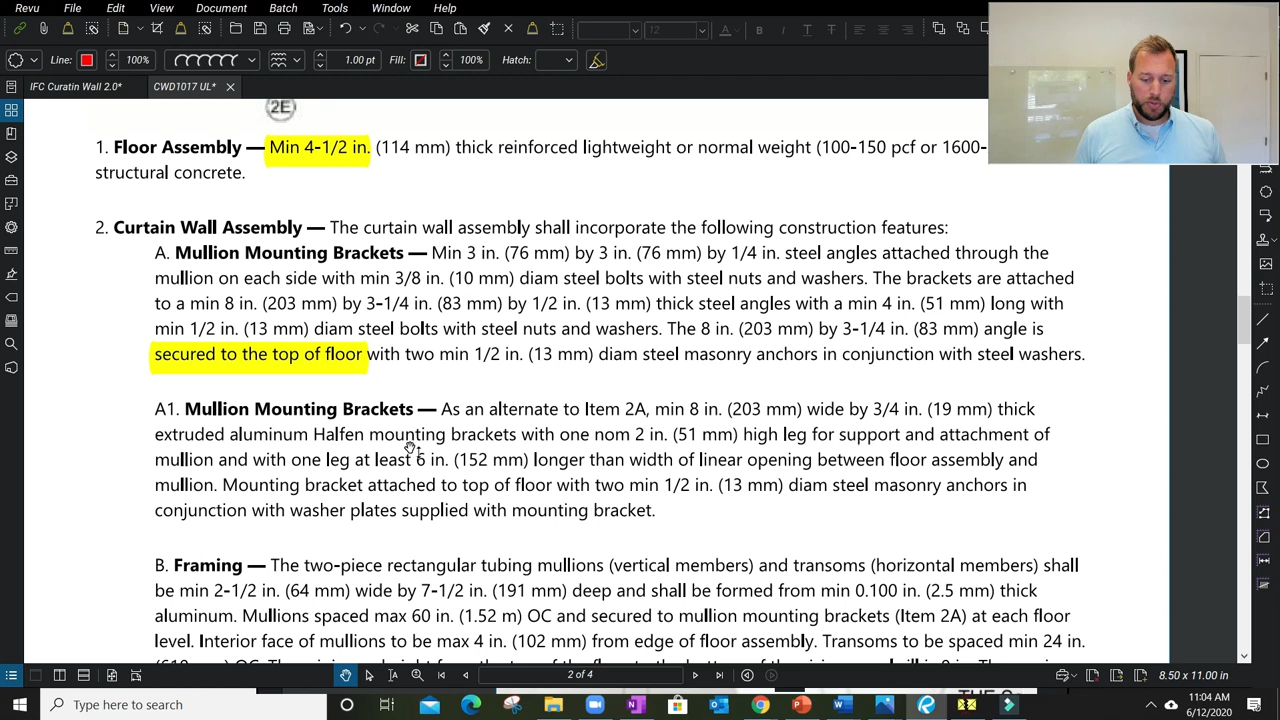 Revu File Edit View Document Batch Tools Window Help
Line: 100% 1.00 pt Fill: 100% Hatch:
IFC Curatin Wall 2.0* CWD1017 UL*
2E
1. Floor Assembly — Min 4-1/2 in. (114 mm) thick reinforced lightweight or normal weight (100-150 pcf or 1600-
structural concrete.
2. Curtain Wall Assembly — The curtain wall assembly shall incorporate the following construction features:
A. Mullion Mounting Brackets — Min 3 in. (76 mm) by 3 in. (76 mm) by 1/4 in. steel angles attached through the
mullion on each side with min 3/8 in. (10 mm) diam steel bolts with steel nuts and washers. The brackets are attached
to a min 8 in. (203 mm) by 3-1/4 in. (83 mm) by 1/2 in. (13 mm) thick steel angles with a min 4 in. (51 mm) long with
min 1/2 in. (13 mm) diam steel bolts with steel nuts and washers. The 8 in. (203 mm) by 3-1/4 in. (83 mm) angle is
secured to the top of floor with two min 1/2 in. (13 mm) diam steel masonry anchors in conjunction with steel washers.
A1. Mullion Mounting Brackets — As an alternate to Item 2A, min 8 in. (203 mm) wide by 3/4 in. (19 mm) thick
extruded aluminum Halfen mounting brackets with one nom 2 in. (51 mm) high leg for support and attachment of
mullion and with one leg at least 6 in. (152 mm) longer than width of linear opening between floor assembly and
mullion. Mounting bracket attached to top of floor with two min 1/2 in. (13 mm) diam steel masonry anchors in
conjunction with washer plates supplied with mounting bracket.
B. Framing — The two-piece rectangular tubing mullions (vertical members) and transoms (horizontal members) shall
be min 2-1/2 in. (64 mm) wide by 7-1/2 in. (191 mm) deep and shall be formed from min 0.100 in. (2.5 mm) thick
aluminum. Mullions spaced max 60 in. (1.52 m) OC and secured to mullion mounting brackets (Item 2A) at each floor
level. Interior face of mullions to be max 4 in. (102 mm) from edge of floor assembly. Transoms to be spaced min 24 in.
2 of 4 8.50 x 11.00 in
Type here to search
11:04 AM
6/12/2020